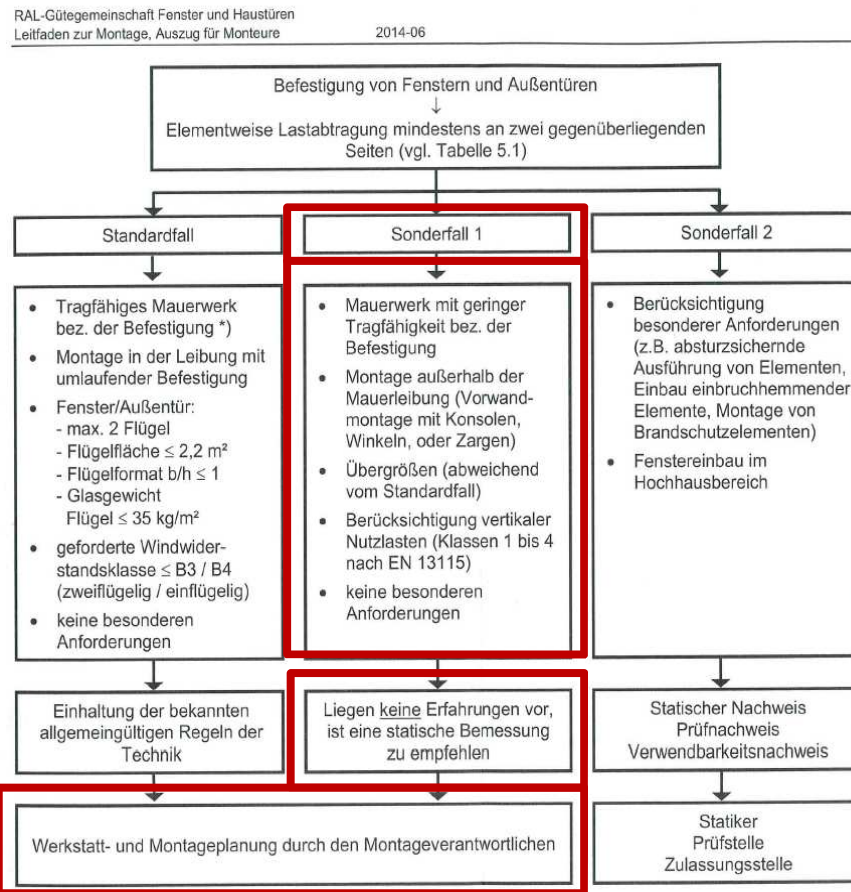 RAL-Gütegemeinschaft Fenster und Haustüren
Leitfaden zur Montage, Auszug für Monteure 2014-06
Befestigung von Fenstern und Außentüren
↓
Elementweise Lastabtragung mindestens an zwei gegenüberliegenden
Seiten (vgl. Tabelle 5.1)
Standardfall
• Tragfähiges Mauerwerk
bez. der Befestigung *)
• Montage in der Leibung mit
umlaufender Befestigung
• Fenster/Außentür:
- max. 2 Flügel
- Flügelfläche ≤ 2,2 m²
- Flügelformat b/h ≤ 1
- Glasgewicht
Flügel ≤ 35 kg/m²
• geforderte Windwider-
standsklasse ≤ B3 / B4
(zweiflügelig / einflügelig)
• keine besonderen
Anforderungen
Einhaltung der bekannten
allgemeingültigen Regeln der
Technik
Sonderfall 1
• Mauerwerk mit geringer
Tragfähigkeit bez. der
Befestigung
• Montage außerhalb der
Mauerleibung (Vorwand-
montage mit Konsolen,
Winkeln, oder Zargen)
• Übergrößen (abweichend
vom Standardfall)
• Berücksichtigung vertikaler
Nutzlasten (Klassen 1 bis 4
nach EN 13115)
• keine besonderen
Anforderungen
Liegen keine Erfahrungen vor,
ist eine statische Bemessung
zu empfehlen
Werkstatt- und Montageplanung durch den Montageverantwortlichen
Sonderfall 2
• Berücksichtigung
besonderer Anforderungen
(z.B. absturzsichernde
Ausführung von Elementen,
Einbau einbruchhemmender
Elemente, Montage von
Brandschutzelementen)
• Fenstereinbau im
Hochhausbereich
Statischer Nachweis
Prüfnachweis
Verwendbarkeitsnachweis
Statiker
Prüfstelle
Zulassungsstelle